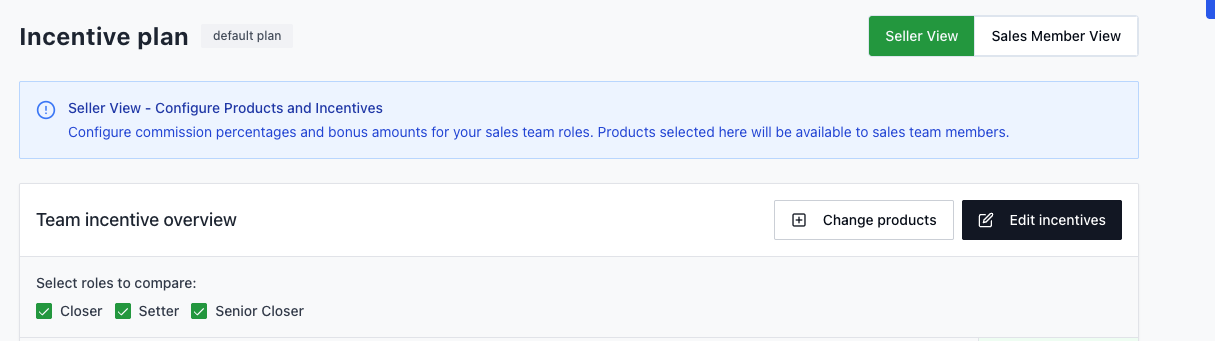 Incentive plan
default plan
Seller View
Sales Member View
Seller View - Configure Products and Incentives
Configure commission percentages and bonus amounts for your sales team roles. Products selected here will be available to sales team members.
Team incentive overview
Change products
Edit incentives
Select roles to compare:
Closer
Setter
Senior Closer